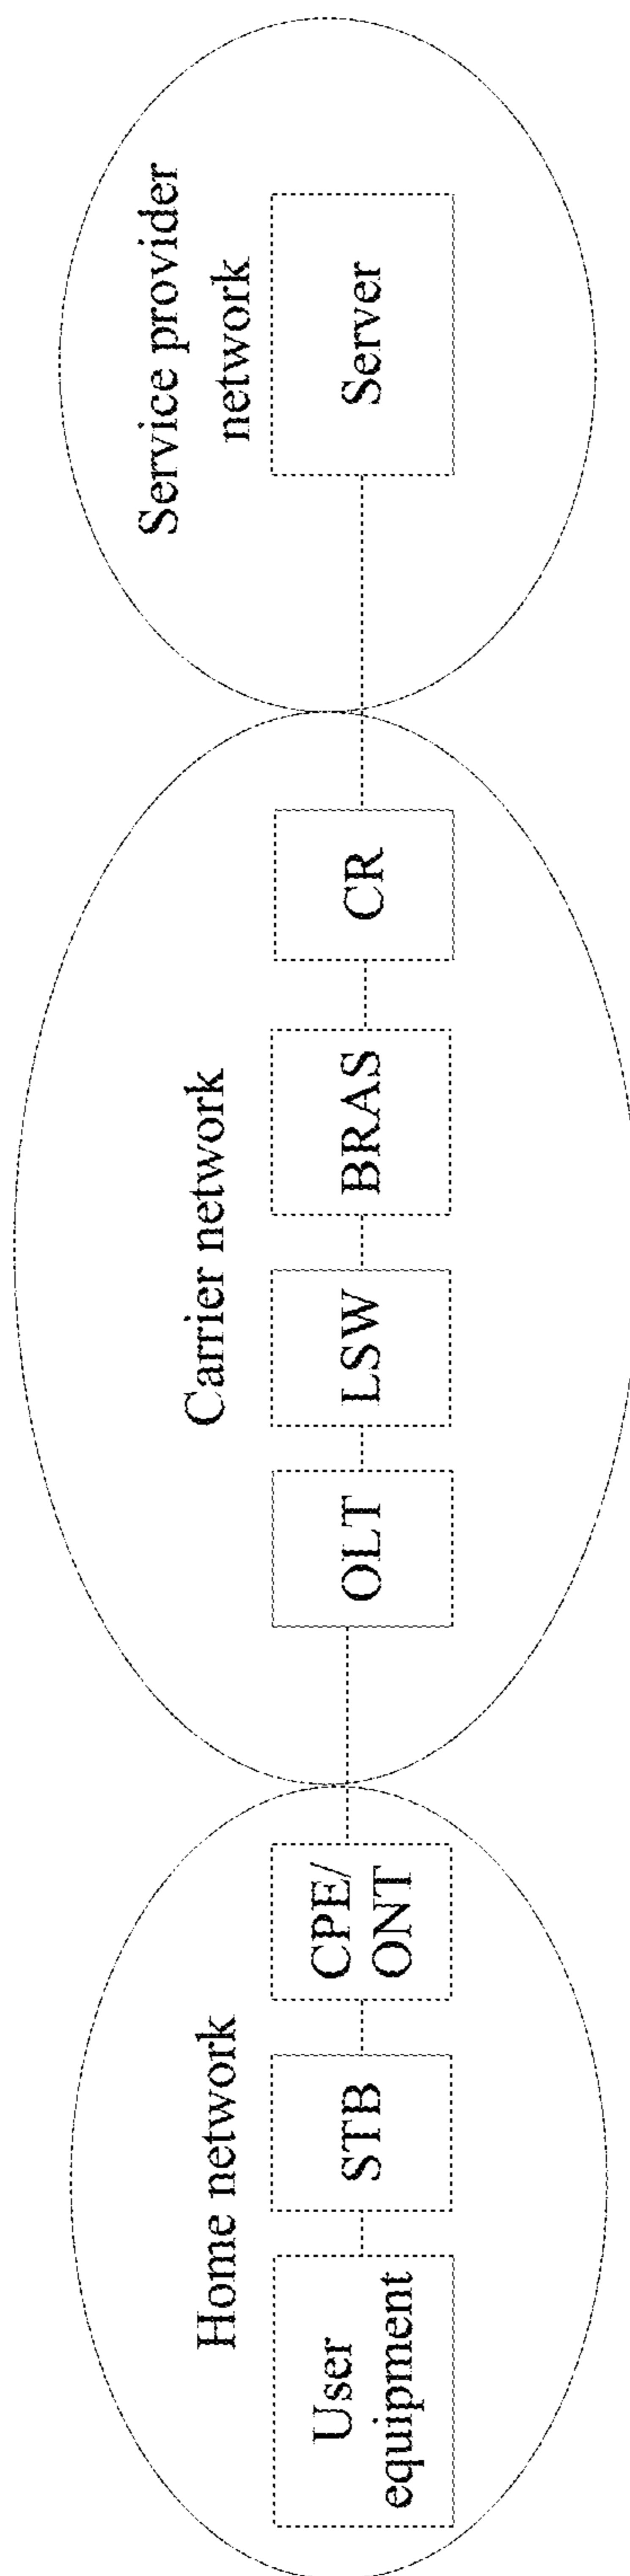 Home network
User
equipment
STB
CPE/
ONT
Carrier network
OLT
LSW
BRAS
CR
Service provider
network
Server